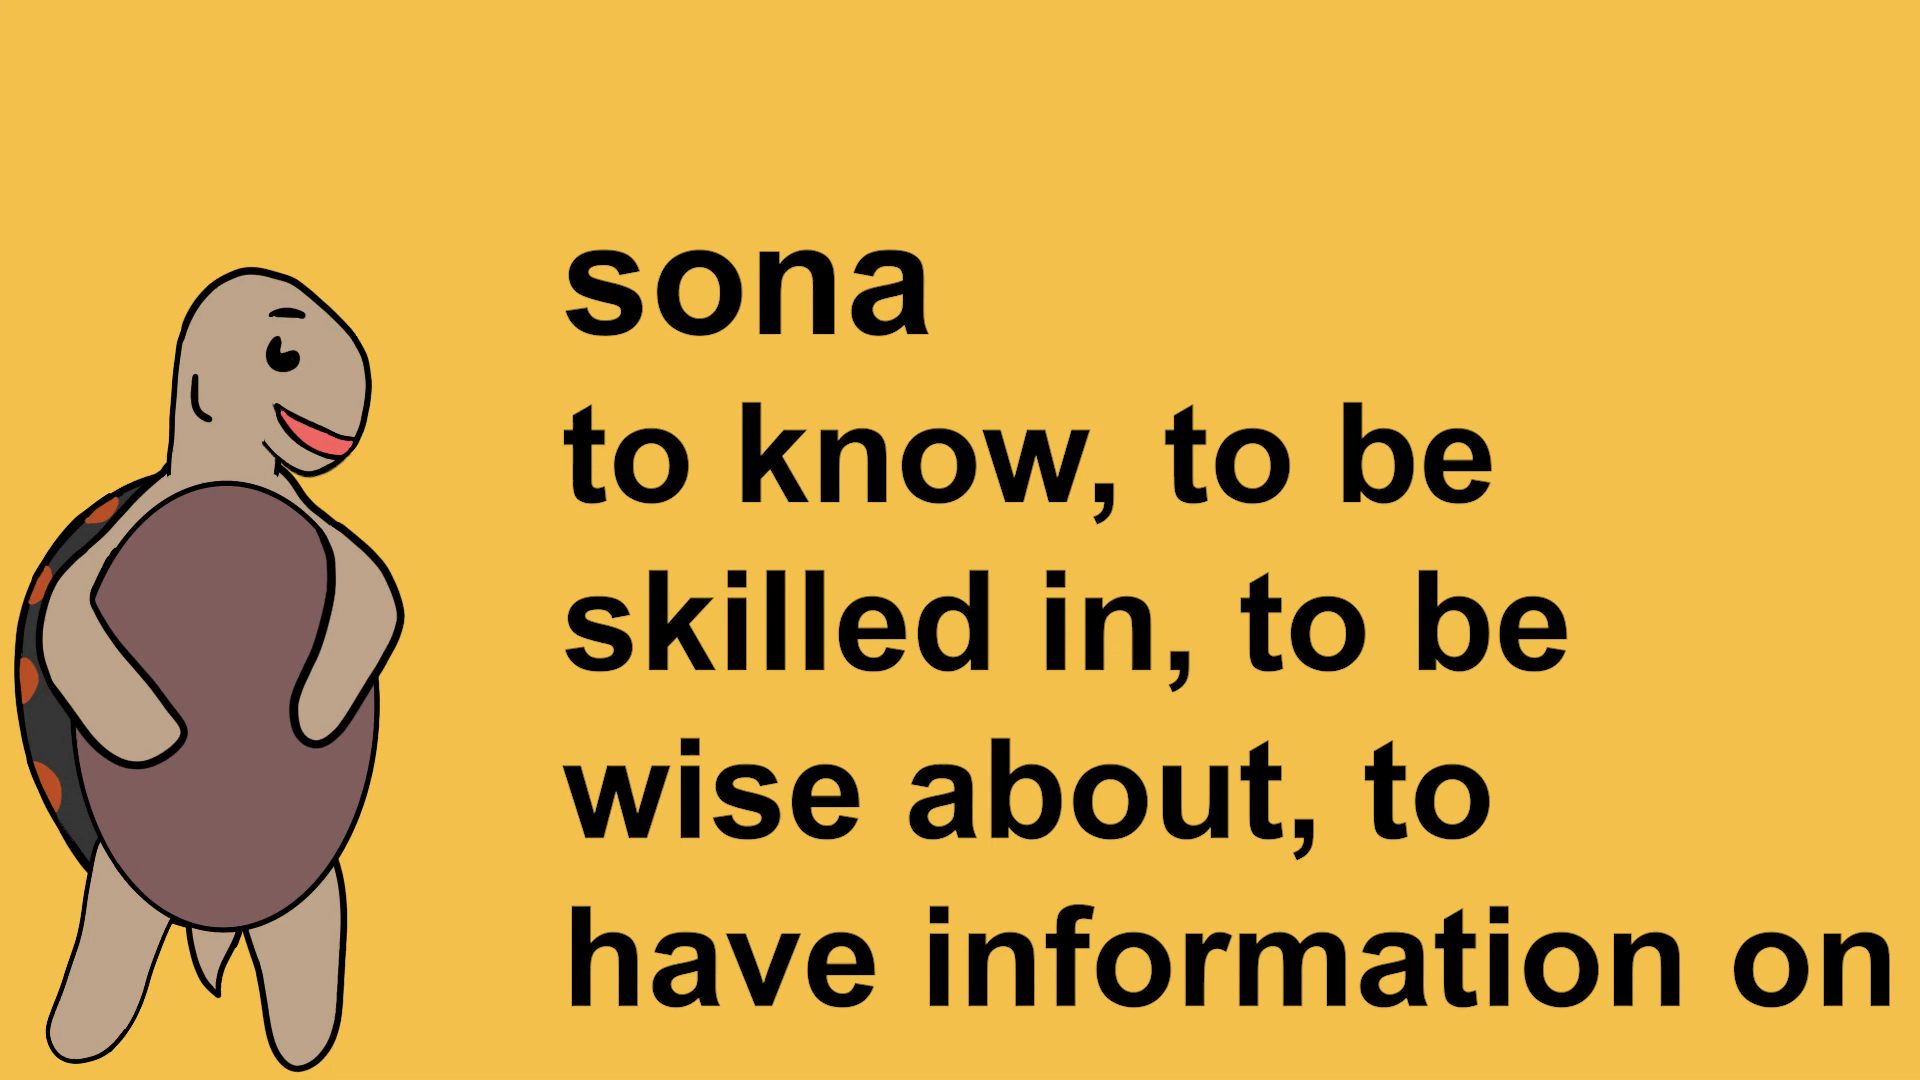 sona
to know, to be
skilled in, to be
wise about, to
have information on